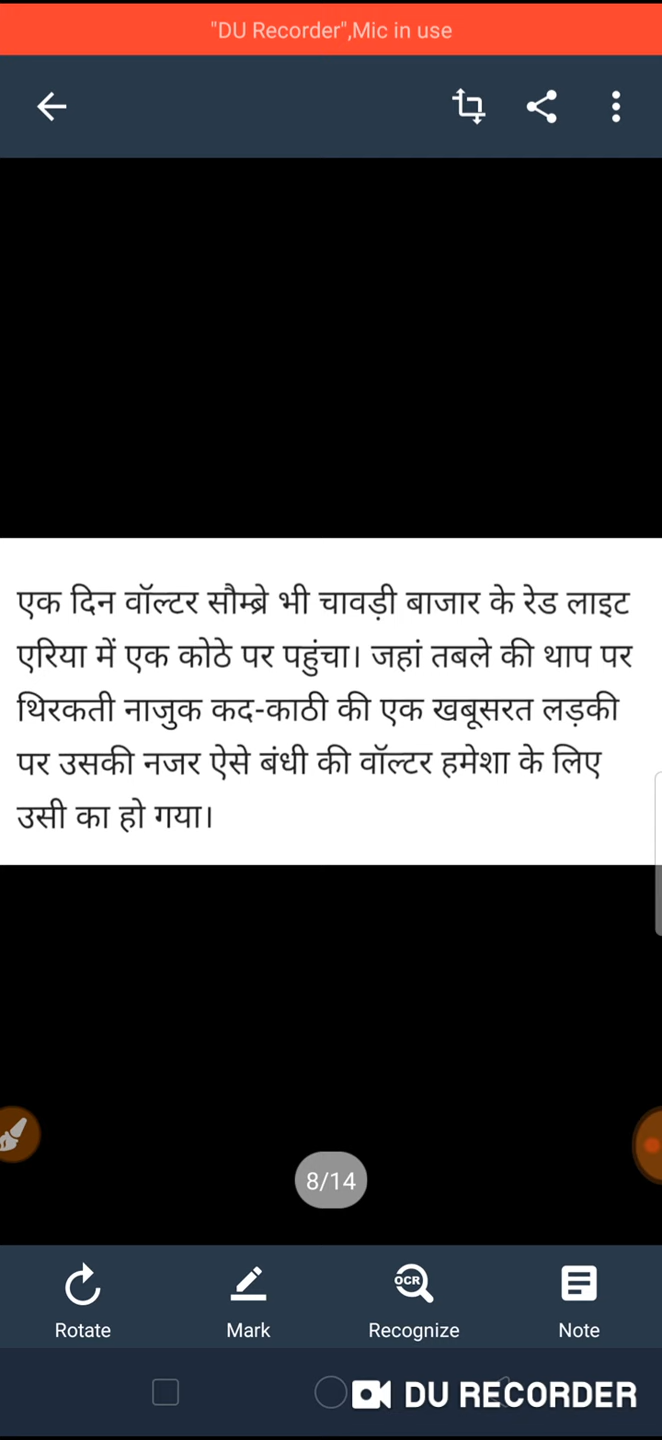 "DU Recorder",Mic in use
एक दिन वॉल्टर सौम्ब्रे भी चावड़ी बाजार के रेड लाइट
एरिया में एक कोठे पर पहुंचा। जहां तबले की थाप पर
थिरकती नाजुक कद-काठी की एक खबूसरत लड़की
पर उसकी नजर ऐसे बंधी की वॉल्टर हमेशा के लिए
उसी का हो गया।
8/14
OCR
Rotate Mark Recognize Note
DU RECORDER